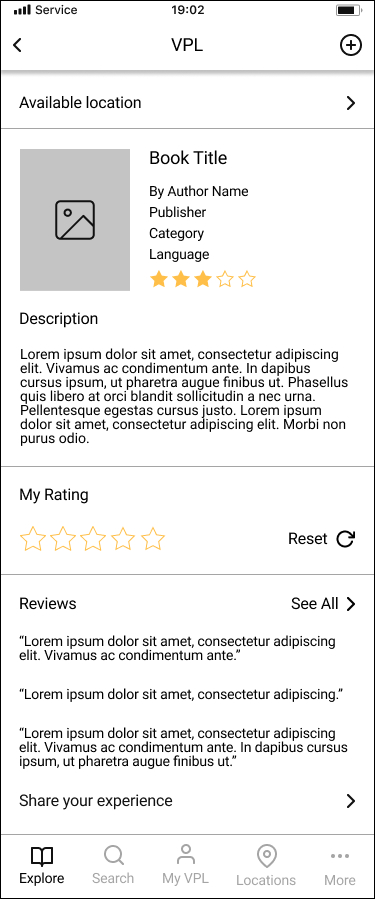 Service 19:02
VPL
Available location
Book Title
By Author Name
Publisher
Category
Language
Description
Lorem ipsum dolor sit amet, consectetur adipiscing
elit. Vivamus ac condimentum ante. In dapibus
cursus ipsum, ut pharetra augue finibus ut. Phasellus
quis libero at orci blandit sollicitudin a nec urna.
Pellentesque egestas cursus justo. Lorem ipsum
dolor sit amet, consectetur adipiscing elit. Morbi non
purus odio.
My Rating
Reset
Reviews See All
“Lorem ipsum dolor sit amet, consectetur adipiscing
elit. Vivamus ac condimentum ante.”
“Lorem ipsum dolor sit amet, consectetur adipiscing.”
“Lorem ipsum dolor sit amet, consectetur adipiscing
elit. Vivamus ac condimentum ante. In dapibus cursus
ipsum, ut pharetra augue finibus ut.”
Share your experience
Explore Search My VPL Locations More